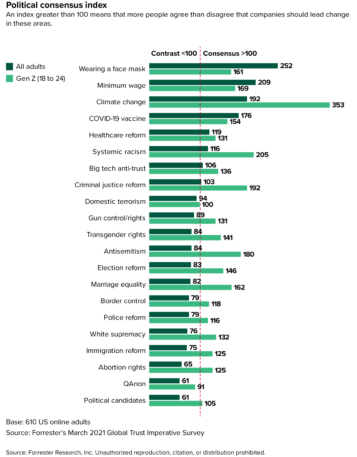 Political consensus index
An index greater than 100 means that more people agree than disagree that companies should lead change
in these areas.
Contrast <100 Consensus >100
All adults
Gen Z (18 to 24)
Wearing a face mask 252 161
Minimum wage 209 169
Climate change 192 353
COVID-19 vaccine 176 154
Healthcare reform 119 131
Systemic racism 116 205
Big tech anti-trust 106 136
Criminal justice reform 103 192
Domestic terrorism 94 100
Gun control/rights 89 131
Transgender rights 84 141
Antisemitism 84 180
Election reform 83 146
Marriage equality 82 162
Border control 79 118
Police reform 79 116
White supremacy 76 132
Immigration reform 75 125
Abortion rights 65 125
QAnon 61 91
Political candidates 61 105
Base: 610 US online adults
Source: Forrester's March 2021 Global Trust Imperative Survey
Source: Forrester Research, Inc. Unauthorized reproduction, citation, or distribution prohibited.